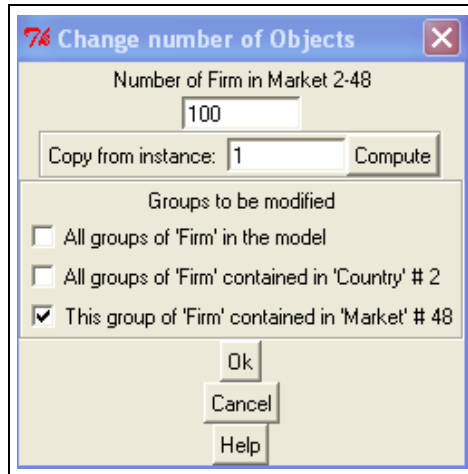 Change number of Objects
Number of Firm in Market 2-48
100
Copy from instance: 1 Compute
Groups to be modified
All groups of 'Firm' in the model
All groups of 'Firm' contained in 'Country' # 2
This group of 'Firm' contained in 'Market' # 48
Ok
Cancel
Help